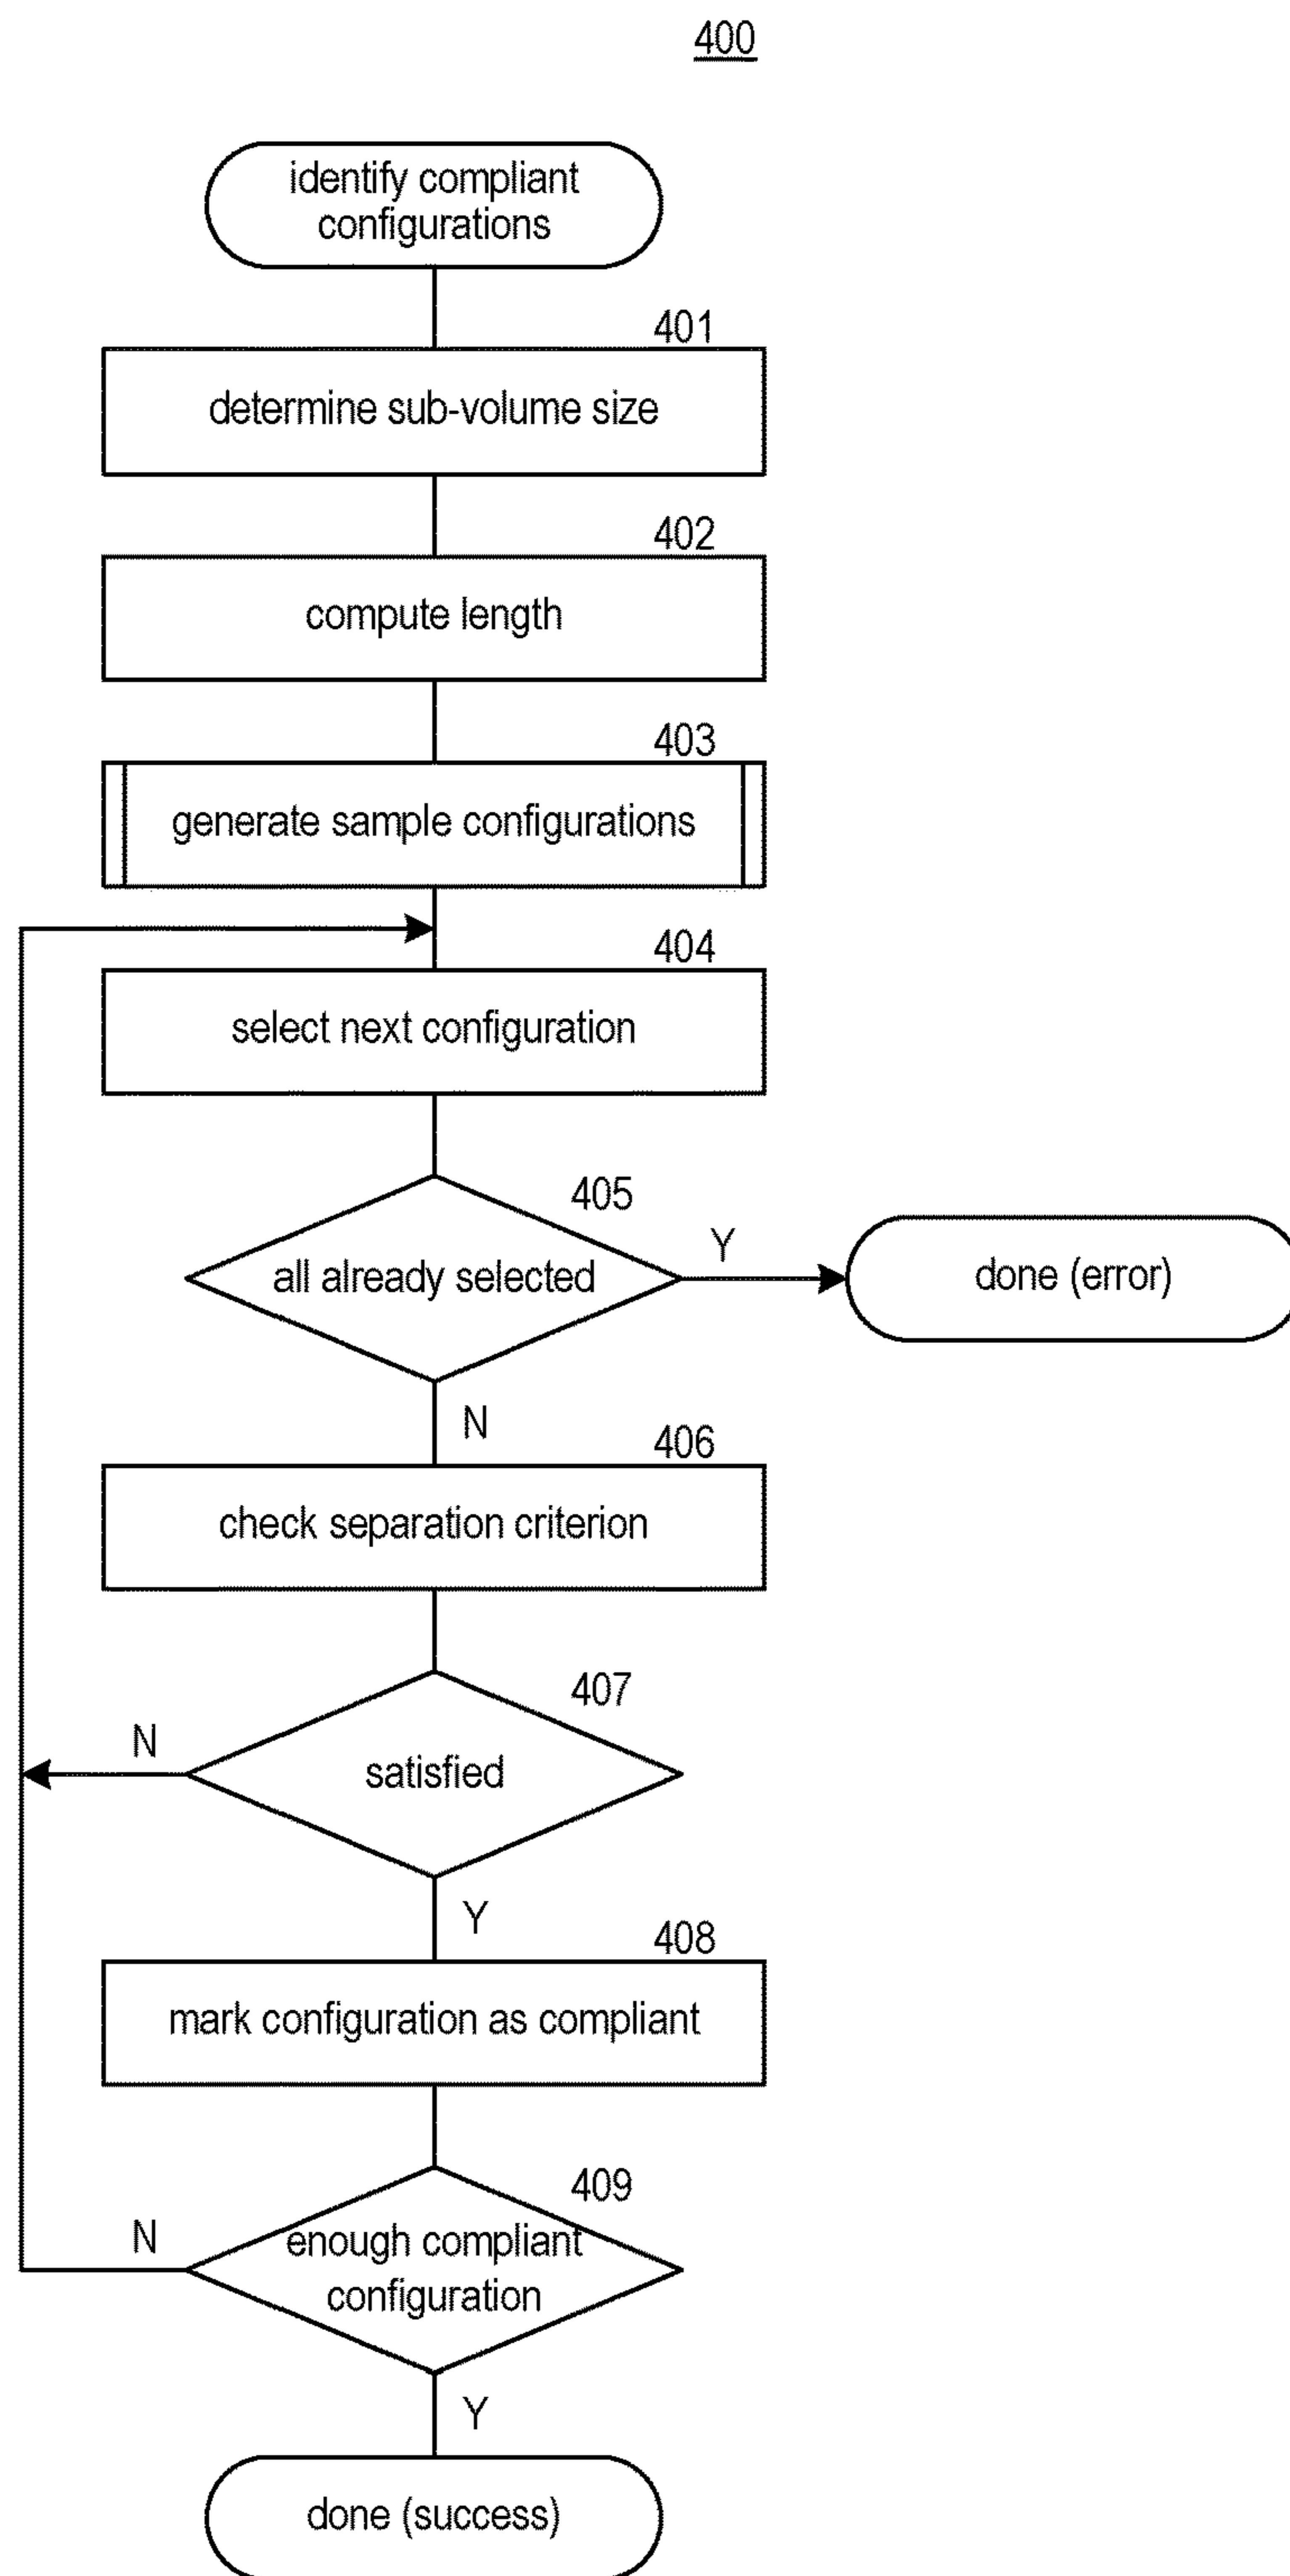 400
identify compliant
configurations
401
determine sub-volume size
402
compute length
403
generate sample configurations
404
select next configuration
405
all already selected
Y
done (error)
N
406
check separation criterion
407
N
satisfied
Y
408
mark configuration as compliant
409
N
enough compliant
configuration
Y
done (success)